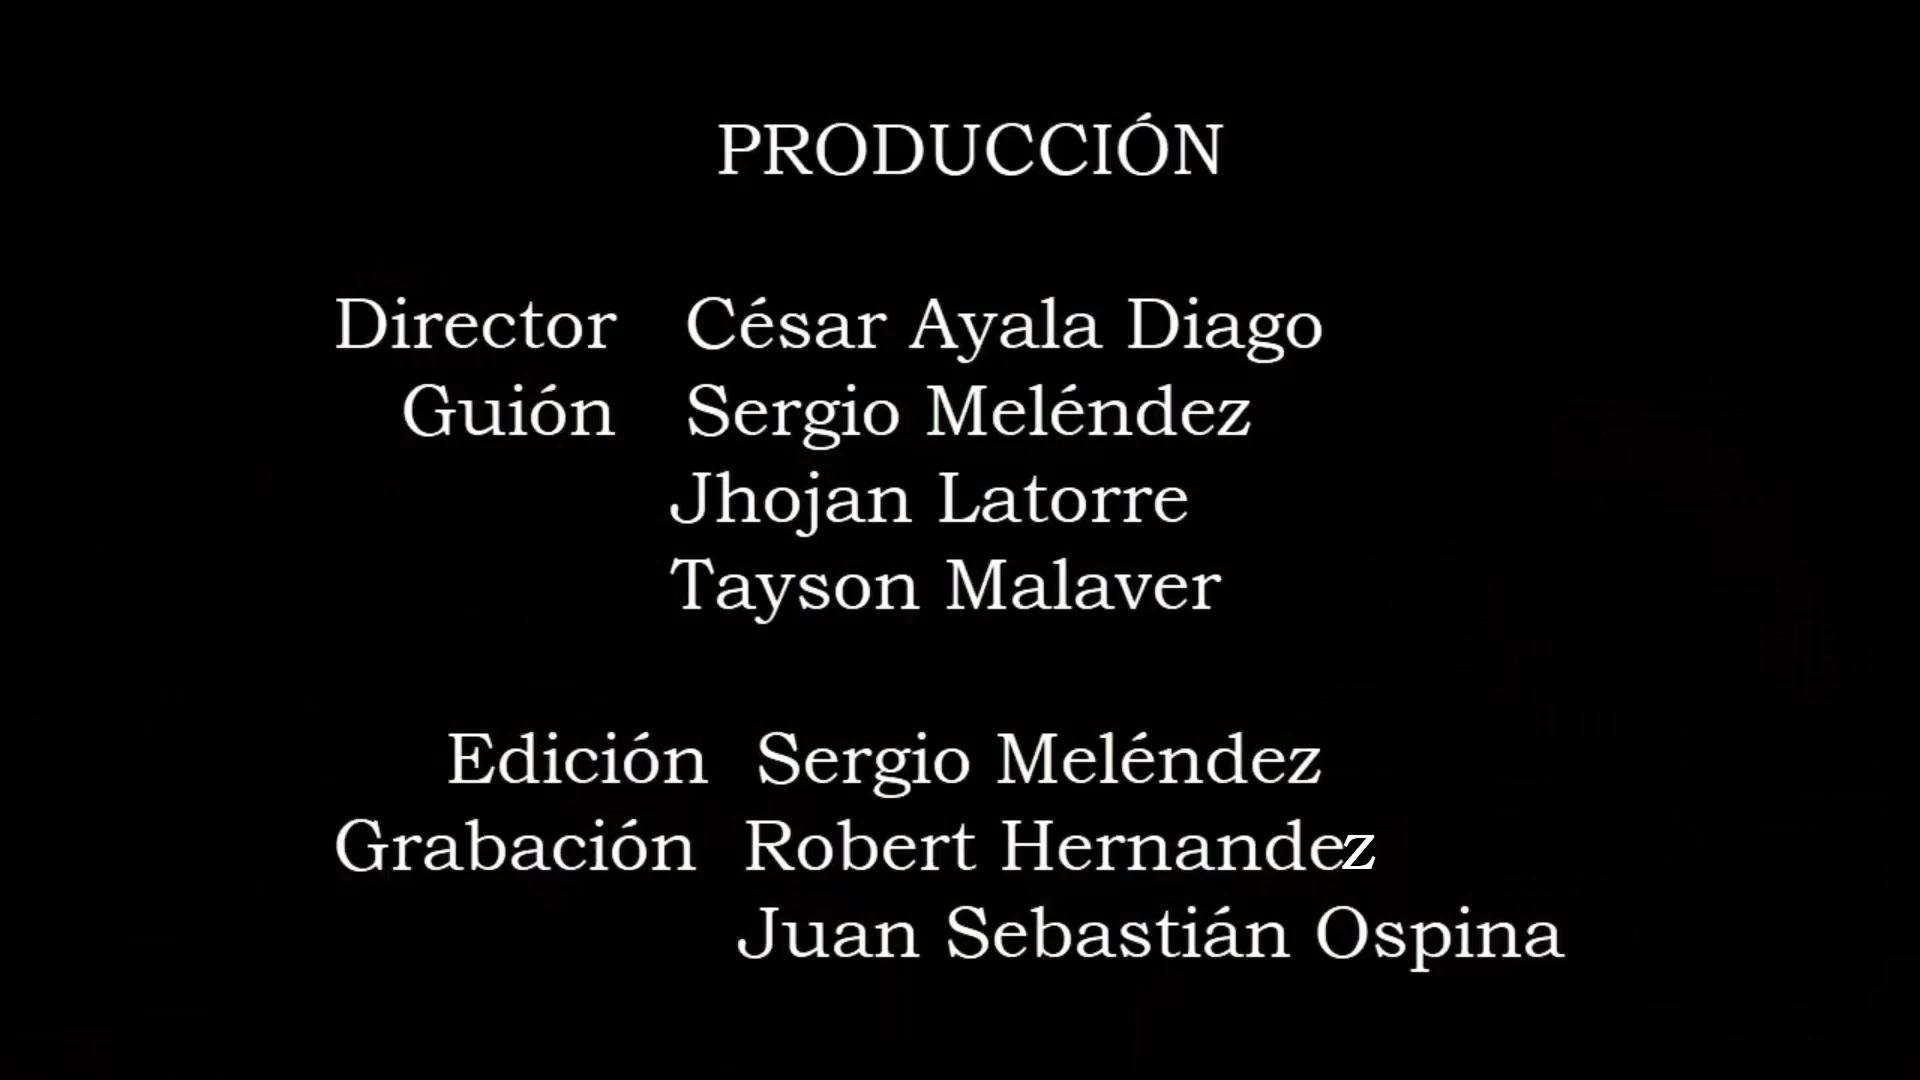 PRODUCCIÓN
Director César Ayala Diago
Guión Sergio Meléndez
Jhojan Latorre
Tayson Malaver
Edición Sergio Meléndez
Grabación Robert Hernandez
Juan Sebastián Ospina